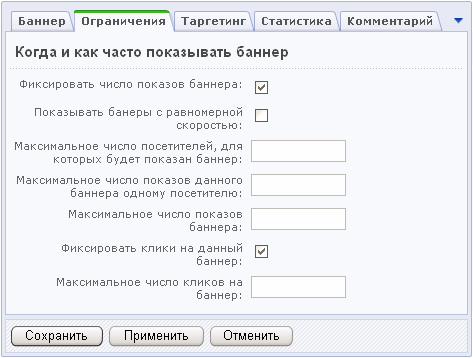 Баннер Ограничения Таргетинг Статистика Комментарий
Когда и как часто показывать баннер
Фиксировать число показов баннера:
Показывать банеры с равномерной
скоростью:
Максимальное число посетителей, для
которых будет показан баннер:
Максимальное число показов данного
баннера одному посетителю:
Максимальное число показов
баннера:
Фиксировать клики на данный
баннер:
Максимальное число кликов на
баннер:
Сохранить Применить Отменить